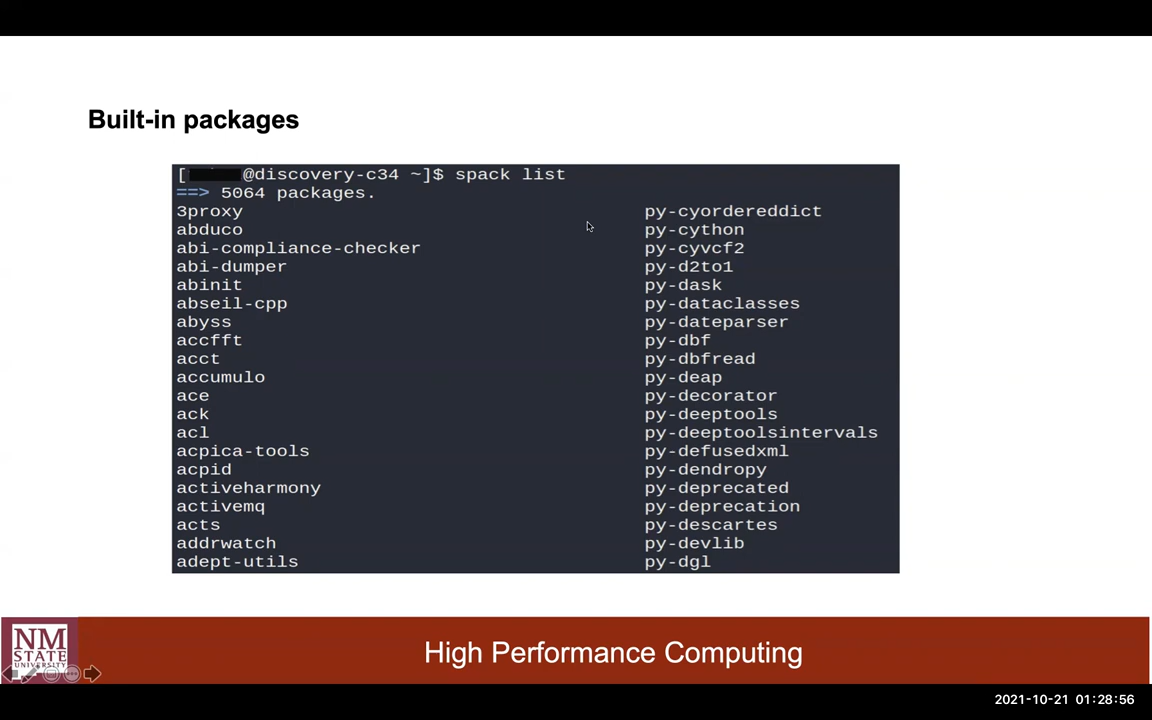 Built-in packages
[ @discovery-c34 ~]$ spack list
==> 5064 packages.
3proxy py-cyordereddict
abduco py-cython
abi-compliance-checker py-cyvcf2
abi-dumper py-d2to1
abinit py-dask
abseil-cpp py-dataclasses
abyss py-dateparser
accfft py-dbf
acct py-dbfread
accumulo py-deap
ace py-decorator
ack py-deeptools
acl py-deeptoolsintervals
acpica-tools py-defusedxml
acpid py-dendropy
activeharmony py-deprecated
activemq py-deprecation
acts py-descartes
addrwatch py-devlib
adept-utils py-dgl
NM
STATE
UNIVERSITY
High Performance Computing
2021-10-21 01:28:56